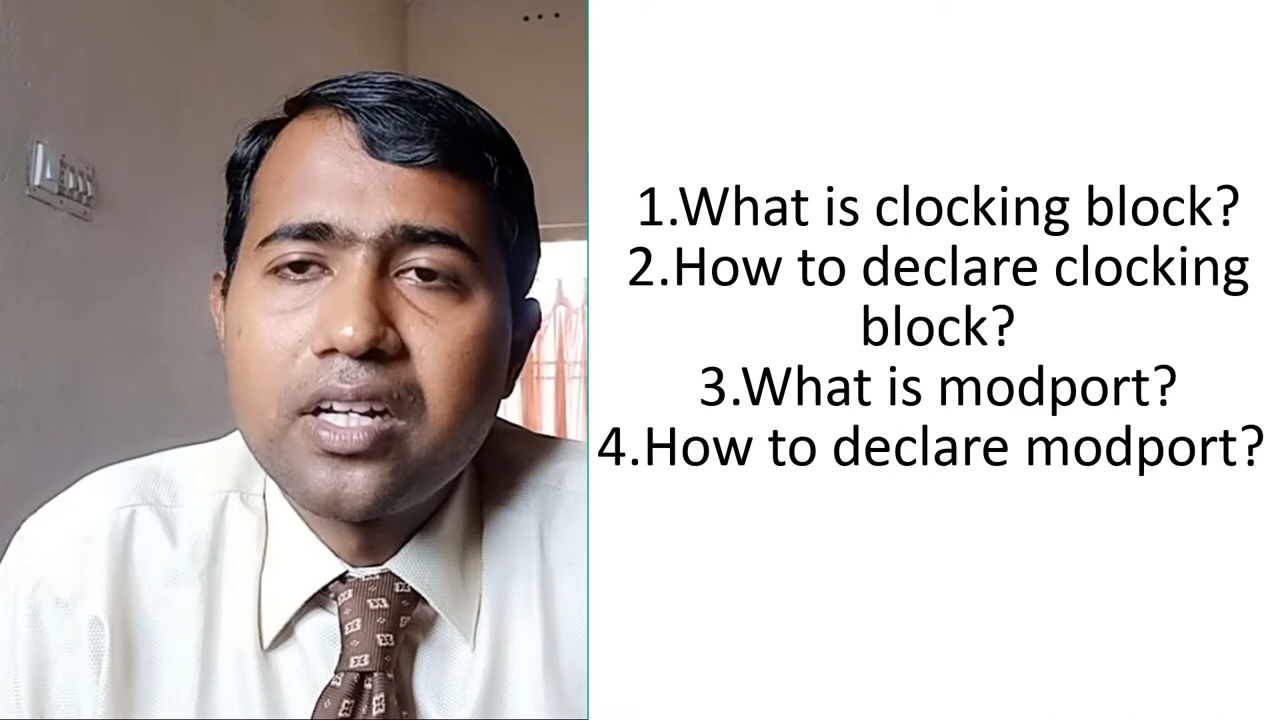 1.What is clocking block?
2.How to declare clocking
block?
3.What is modport?
4.How to declare modport?